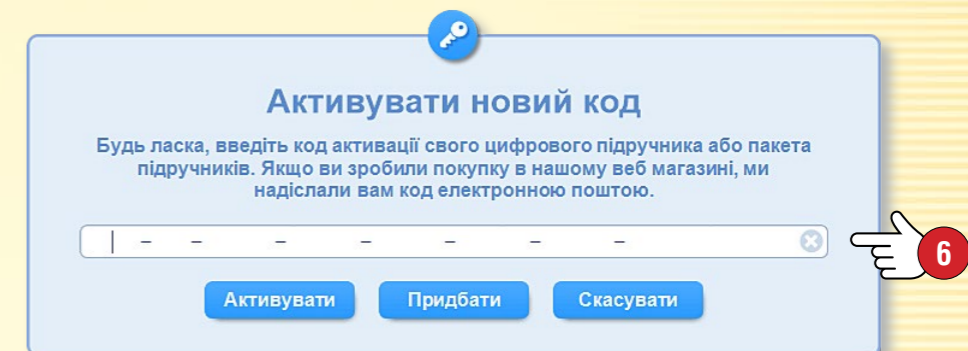 Активувати новий код
Будь ласка, введіть код активації свого цифрового підручника або пакета
підручників. Якщо ви зробили покупку в нашому веб магазині, ми
надіслали вам код електронною поштою.
– – – – – – –
6
Активувати Придбати Скасувати